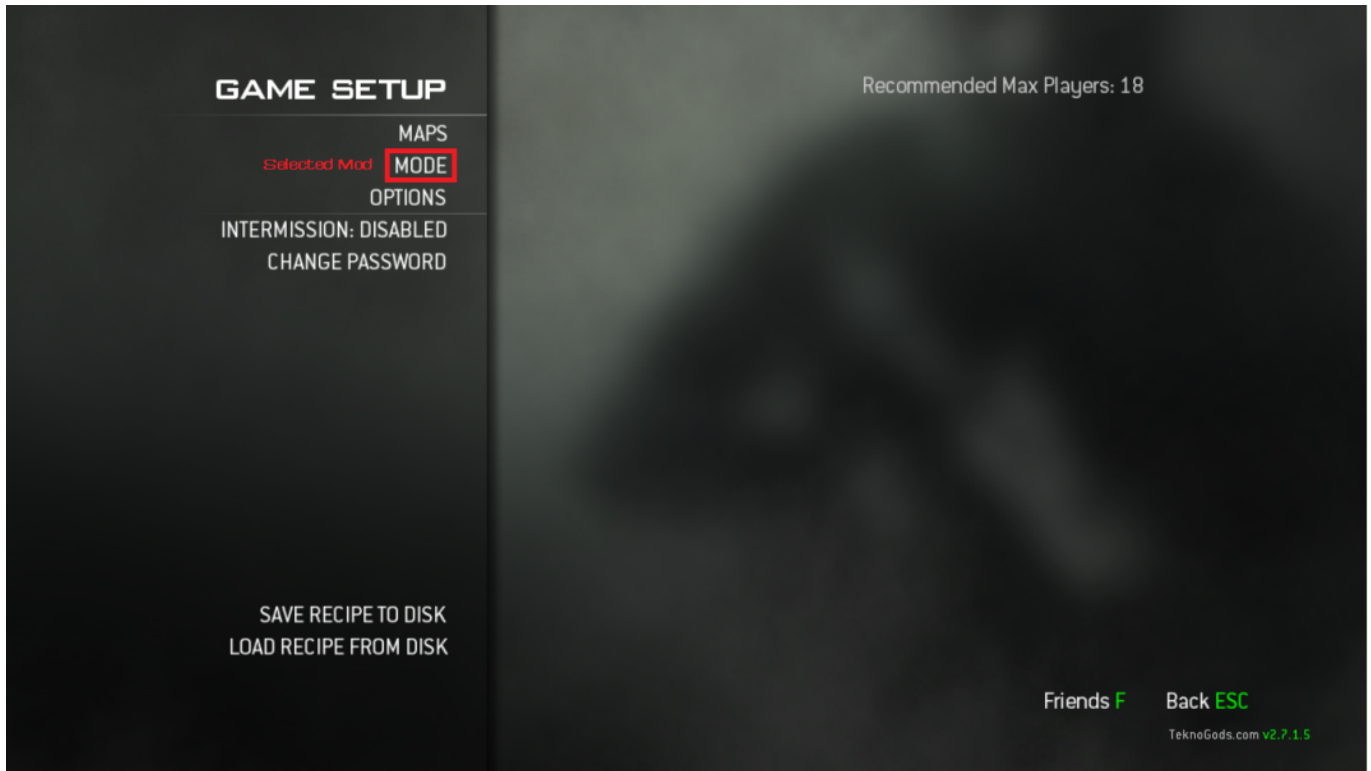 GAME SETUP
Recommended Max Players: 18
MAPS
Selected Mod MODE
OPTIONS
INTERMISSION: DISABLED
CHANGE PASSWORD
SAVE RECIPE TO DISK
LOAD RECIPE FROM DISK
Friends F Back ESC
TeknoGods.com v2.7.1.5